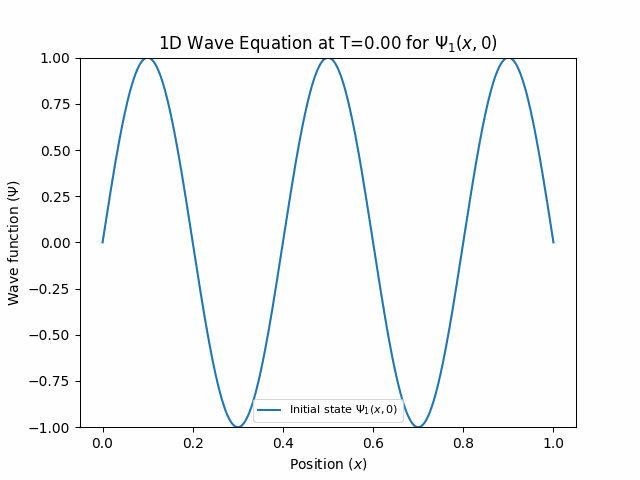 1D Wave Equation at T=0.00 for Ψ₁(x, 0)
1.00
0.75
0.50
0.25
0.00
−0.25
−0.50
−0.75
−1.00
Wave function (Ψ)
Initial state Ψ₁(x, 0)
0.0 0.2 0.4 0.6 0.8 1.0
Position (x)